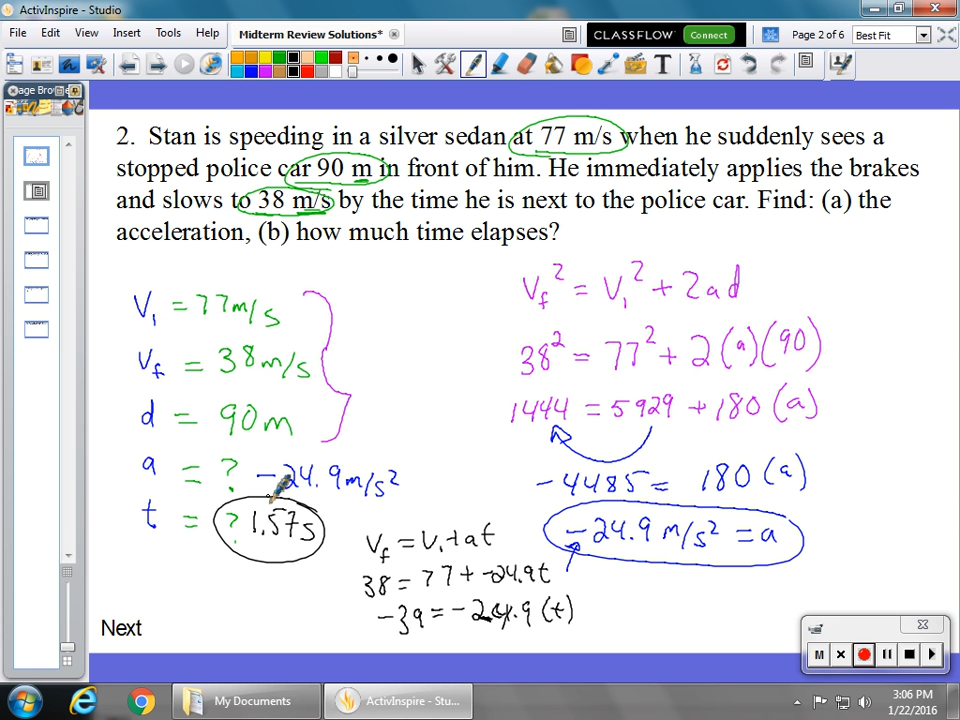 ActivInspire - Studio
File Edit View Insert Tools Help Midterm Review Solutions* CLASSFLOW Connect Page 2 of 6 Best Fit
age Brow
2. Stan is speeding in a silver sedan at 77 m/s when he suddenly sees a
stopped police car 90 m in front of him. He immediately applies the brakes
and slows to 38 m/s by the time he is next to the police car. Find: (a) the
acceleration, (b) how much time elapses?
V₁ = 77m/s
Vf = 38m/s
d = 90m
a = ? -24.9m/s²
t = ? 1.57s
Vf² = V₁² + 2ad
38² = 77² + 2(a)(90)
1444 = 5929 + 180(a)
-4485 = 180(a)
-24.9 m/s² = a
Vf = V₁+at
38 = 77+-24.9t
-39 = -24.9(t)
Next
M
My Documents
ActivInspire - Stu...
3:06 PM
1/22/2016